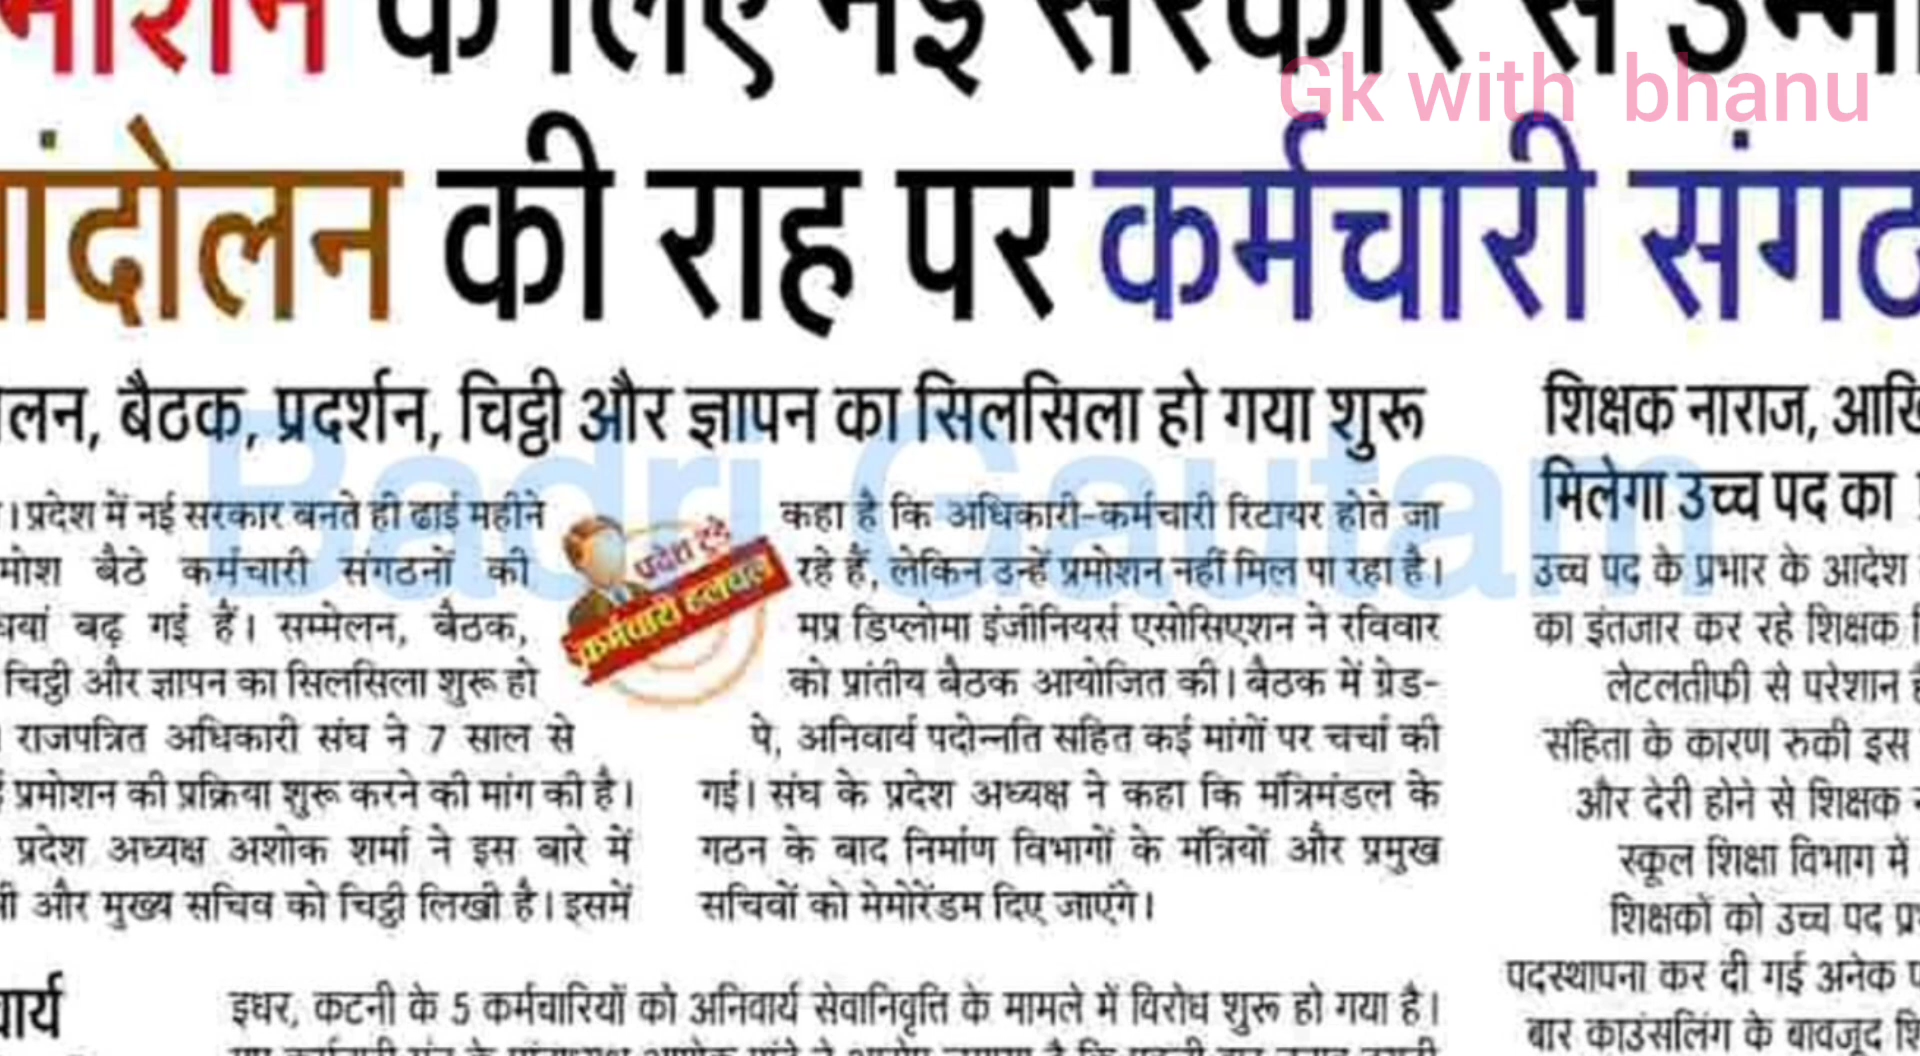 के लिए नई सरकार से
Gk with bhanu
की राह पर कर्मचारी
बैठक, प्रदर्शन, चिट्ठी और ज्ञापन का सिलसिला हो गया शुरू
Badri Gautam
। प्रदेश में नई सरकार बनते ही ढाई महीने
बैठे कर्मचारी संगठनों की
बढ़ गई हैं। सम्मेलन, बैठक,
चिट्ठी और ज्ञापन का सिलसिला शुरू हो
राजपत्रित अधिकारी संघ ने 7 साल से
प्रमोशन की प्रक्रिया शुरू करने की मांग की है।
प्रदेश अध्यक्ष अशोक शर्मा ने इस बारे में
और मुख्य सचिव को चिट्ठी लिखी है। इसमें
कर्मचारी हलचल
कहा है कि अधिकारी-कर्मचारी रिटायर होते जा
रहे हैं, लेकिन उन्हें प्रमोशन नहीं मिल पा रहा है।
मप्र डिप्लोमा इंजीनियर्स एसोसिएशन ने रविवार
को प्रांतीय बैठक आयोजित की। बैठक में ग्रेड-
पे, अनिवार्य पदोन्नति सहित कई मांगों पर चर्चा की
गई। संघ के प्रदेश अध्यक्ष ने कहा कि मंत्रिमंडल के
गठन के बाद निर्माण विभागों के मंत्रियों और प्रमुख
सचिवों को मेमोरेंडम दिए जाएंगे।
इधर, कटनी के 5 कर्मचारियों को अनिवार्य सेवानिवृत्ति के मामले में विरोध शुरू हो गया है।
शिक्षक नाराज,
मिलेगा उच्च पद का
उच्च पद के प्रभार के आदेश
का इंतजार कर रहे शिक्षक
लेटलतीफी से परेशान
संहिता के कारण रुकी इस
और देरी होने से शिक्षक
स्कूल शिक्षा विभाग में
शिक्षकों को उच्च पद
पदस्थापना कर दी गई अनेक
बार काउंसलिंग के बावजूद